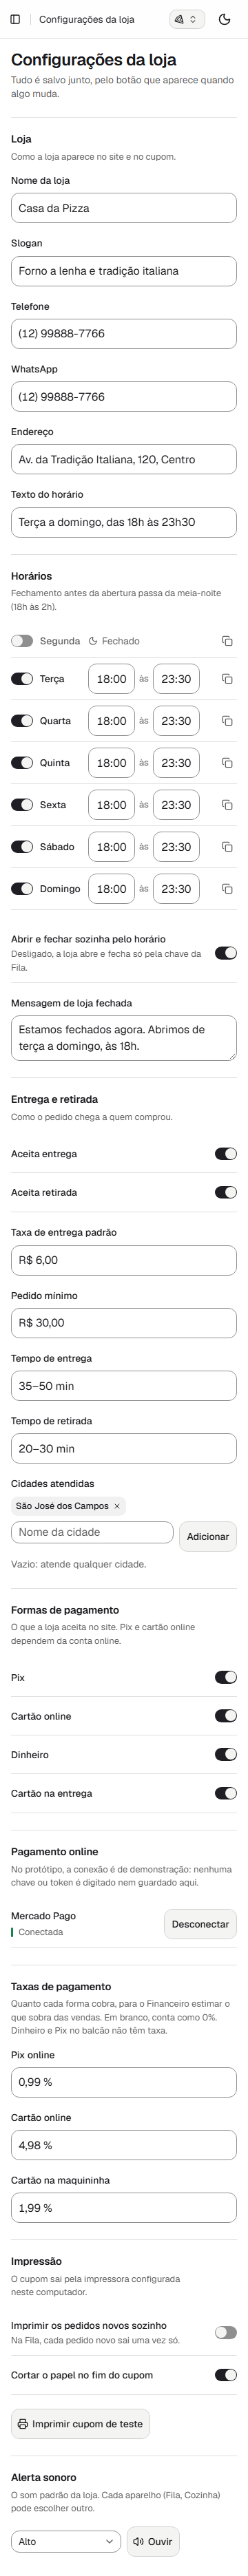 Configurações da loja
Configurações da loja
Tudo é salvo junto, pelo botão que aparece quando
algo muda.
Loja
Como a loja aparece no site e no cupom.
Nome da loja
Casa da Pizza
Slogan
Forno a lenha e tradição italiana
Telefone
(12) 99888-7766
WhatsApp
(12) 99888-7766
Endereço
Av. da Tradição Italiana, 120, Centro
Texto do horário
Terça a domingo, das 18h às 23h30
Horários
Fechamento antes da abertura passa da meia-noite
(18h às 2h).
Segunda Fechado
Terça 18:00 às 23:30
Quarta 18:00 às 23:30
Quinta 18:00 às 23:30
Sexta 18:00 às 23:30
Sábado 18:00 às 23:30
Domingo 18:00 às 23:30
Abrir e fechar sozinha pelo horário
Desligado, a loja abre e fecha só pela chave da
Fila.
Mensagem de loja fechada
Estamos fechados agora. Abrimos de
terça a domingo, às 18h.
Entrega e retirada
Como o pedido chega a quem comprou.
Aceita entrega
Aceita retirada
Taxa de entrega padrão
R$ 6,00
Pedido mínimo
R$ 30,00
Tempo de entrega
35–50 min
Tempo de retirada
20–30 min
Cidades atendidas
São José dos Campos ×
Nome da cidade Adicionar
Vazio: atende qualquer cidade.
Formas de pagamento
O que a loja aceita no site. Pix e cartão online
dependem da conta online.
Pix
Cartão online
Dinheiro
Cartão na entrega
Pagamento online
No protótipo, a conexão é de demonstração: nenhuma
chave ou token é digitado nem guardado aqui.
Mercado Pago
Conectada
Desconectar
Taxas de pagamento
Quanto cada forma cobra, para o Financeiro estimar o
que sobra das vendas. Em branco, conta como 0%.
Dinheiro e Pix no balcão não têm taxa.
Pix online
0,99 %
Cartão online
4,98 %
Cartão na maquininha
1,99 %
Impressão
O cupom sai pela impressora configurada
neste computador.
Imprimir os pedidos novos sozinho
Na Fila, cada pedido novo sai uma vez só.
Cortar o papel no fim do cupom
Imprimir cupom de teste
Alerta sonoro
O som padrão da loja. Cada aparelho (Fila, Cozinha)
pode escolher outro.
Alto Ouvir